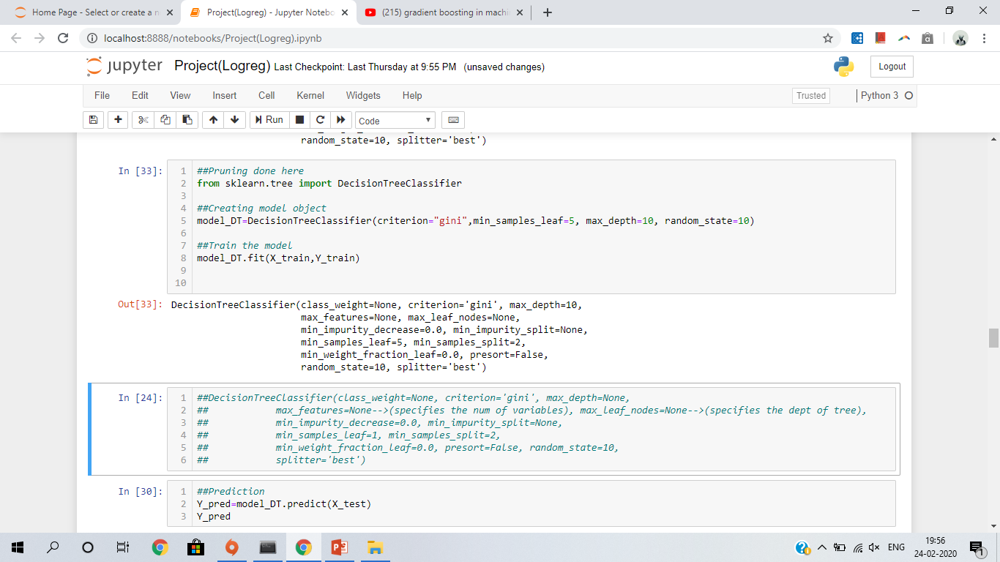 Home Page - Select or create a n
Project(Logreg) - Jupyter Notebo
(215) gradient boosting in machi
localhost:8888/notebooks/Project(Logreg).ipynb
jupyter Project(Logreg) Last Checkpoint: Last Thursday at 9:55 PM (unsaved changes)
Logout
File Edit View Insert Cell Kernel Widgets Help
Trusted
Python 3
Run
Code
random_state=10, splitter='best')
In [33]:
1 ##Pruning done here
2 from sklearn.tree import DecisionTreeClassifier
3
4 ##Creating model object
5 model_DT=DecisionTreeClassifier(criterion="gini",min_samples_leaf=5, max_depth=10, random_state=10)
6
7 ##Train the model
8 model_DT.fit(X_train,Y_train)
9
10
Out[33]: DecisionTreeClassifier(class_weight=None, criterion='gini', max_depth=10,
max_features=None, max_leaf_nodes=None,
min_impurity_decrease=0.0, min_impurity_split=None,
min_samples_leaf=5, min_samples_split=2,
min_weight_fraction_leaf=0.0, presort=False,
random_state=10, splitter='best')
In [24]:
1 ##DecisionTreeClassifier(class_weight=None, criterion='gini', max_depth=None,
2 ## max_features=None-->(specifies the num of variables), max_leaf_nodes=None-->(specifies the dept of tree),
3 ## min_impurity_decrease=0.0, min_impurity_split=None,
4 ## min_samples_leaf=1, min_samples_split=2,
5 ## min_weight_fraction_leaf=0.0, presort=False, random_state=10,
6 ## splitter='best')
In [30]:
1 ##Prediction
2 Y_pred=model_DT.predict(X_test)
3 Y_pred
ENG
19:56
24-02-2020
1